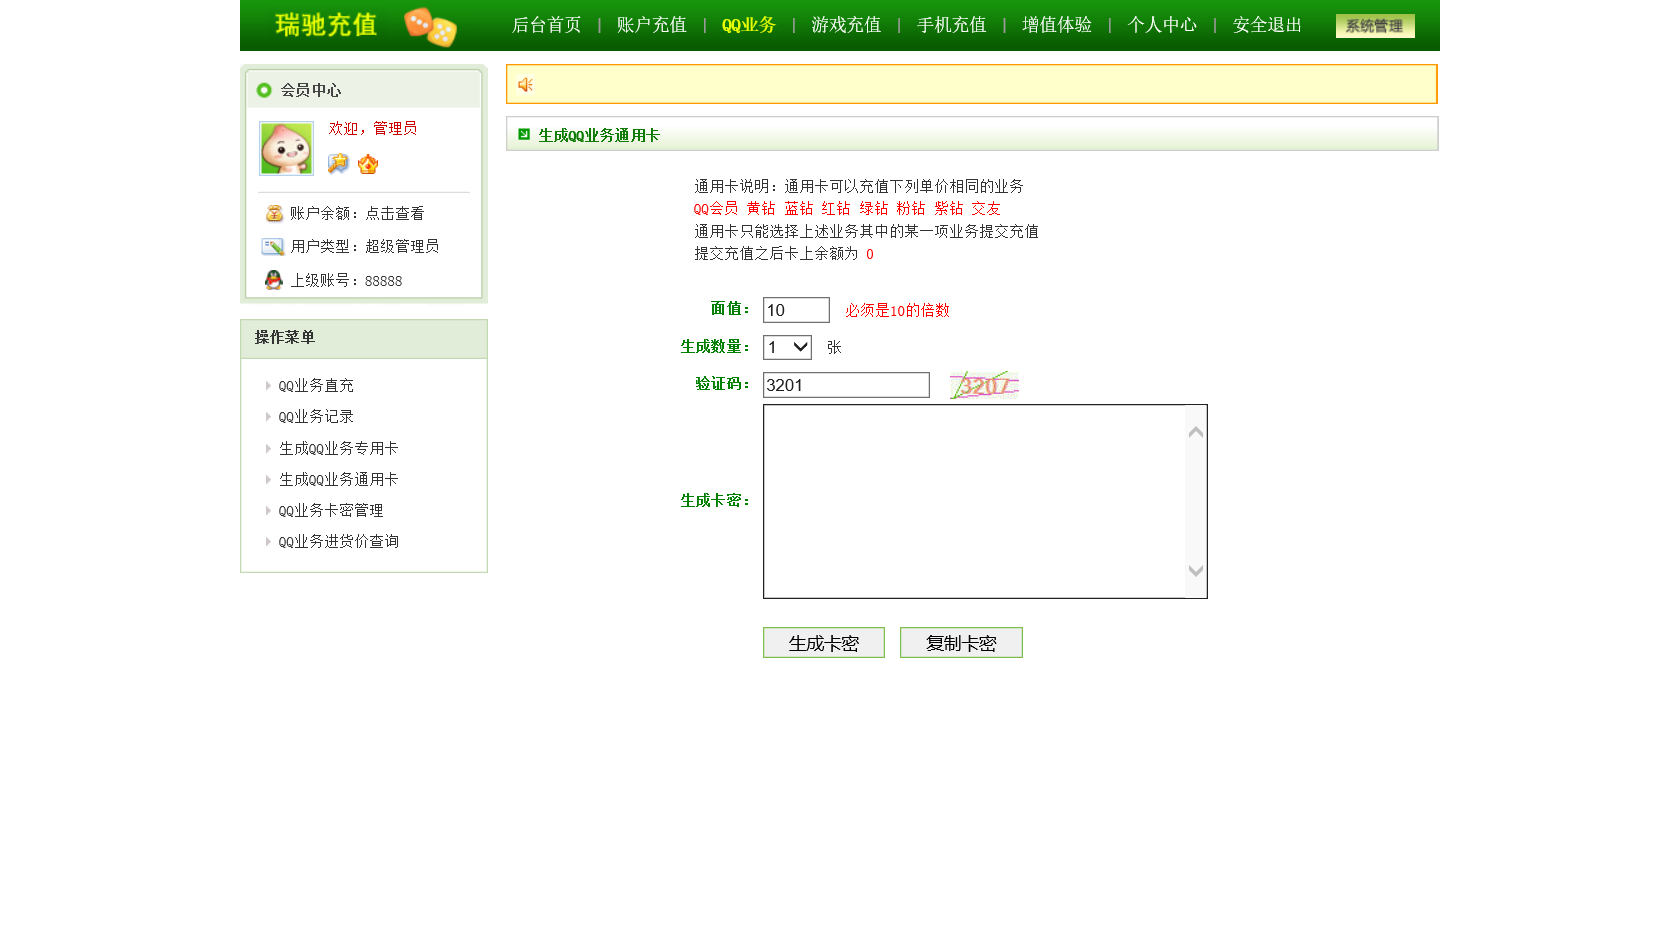 瑞驰充值
后台首页 | 账户充值 | QQ业务 | 游戏充值 | 手机充值 | 增值体验 | 个人中心 | 安全退出
系统管理
会员中心
欢迎，管理员
账户余额：点击查看
用户类型：超级管理员
上级账号：88888
操作菜单
QQ业务直充
QQ业务记录
生成QQ业务专用卡
生成QQ业务通用卡
QQ业务卡密管理
QQ业务进货价查询
生成QQ业务通用卡
通用卡说明：通用卡可以充值下列单价相同的业务
QQ会员 黄钻 蓝钻 红钻 绿钻 粉钻 紫钻 交友
通用卡只能选择上述业务其中的某一项业务提交充值
提交充值之后卡上余额为 0
面值： 10 必须是10的倍数
生成数量： 1 张
验证码： 3201 3201
生成卡密：
生成卡密 复制卡密